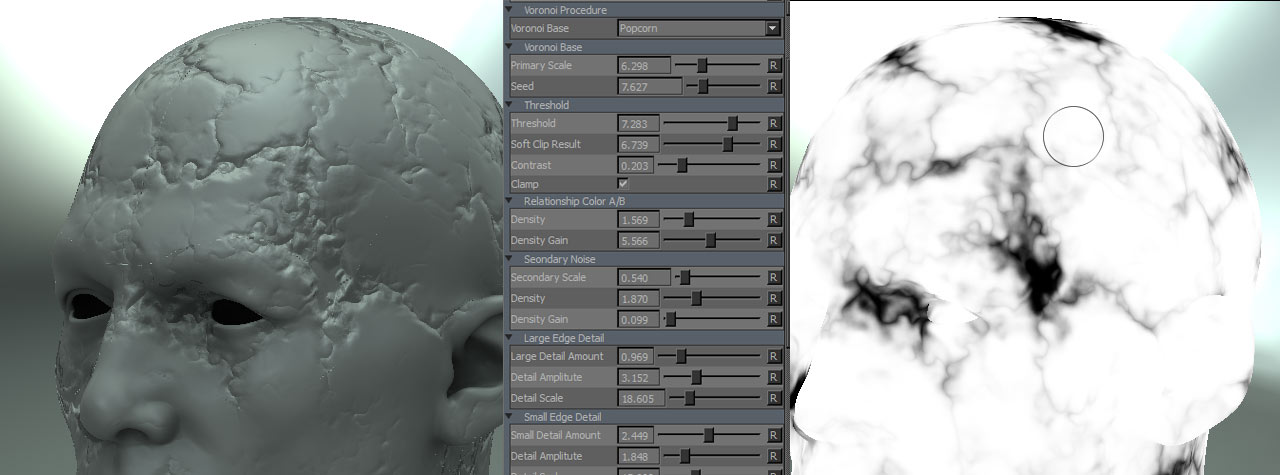 Voronoi Procedure
Voronoi Base Popcorn
Voronoi Base
Primary Scale 6.298 R
Seed 7.627 R
Threshold
Threshold 7.283 R
Soft Clip Result 6.739 R
Contrast 0.203 R
Clamp R
Relationship Color A/B
Density 1.569 R
Density Gain 5.566 R
Seondary Noise
Secondary Scale 0.540 R
Density 1.870 R
Density Gain 0.099 R
Large Edge Detail
Large Detail Amount 0.969 R
Detail Amplitute 3.152 R
Detail Scale 18.605 R
Small Edge Detail
Small Detail Amount 2.449 R
Detail Amplitute 1.848 R